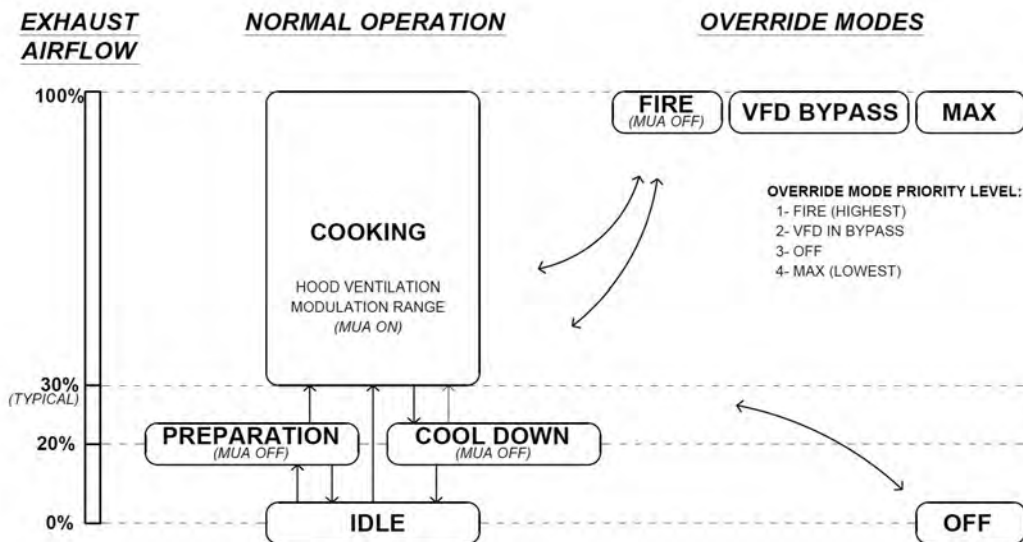 EXHAUST
AIRFLOW
NORMAL OPERATION
OVERRIDE MODES
100%
FIRE
(MUA OFF)
VFD BYPASS
MAX
OVERRIDE MODE PRIORITY LEVEL:
1- FIRE (HIGHEST)
2- VFD IN BYPASS
3- OFF
4- MAX (LOWEST)
COOKING
HOOD VENTILATION
MODULATION RANGE
(MUA ON)
30%
(TYPICAL)
PREPARATION
(MUA OFF)
COOL DOWN
(MUA OFF)
20%
0%
IDLE
OFF